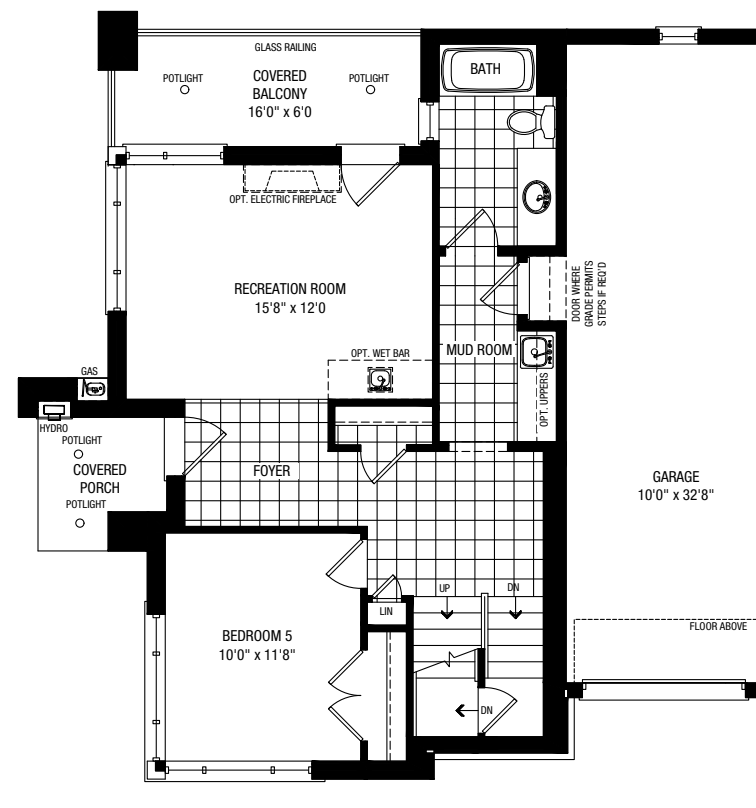 GLASS RAILING
POTLIGHT
COVERED
BALCONY
16'0" x 6'0
POTLIGHT
BATH
OPT. ELECTRIC FIREPLACE
RECREATION ROOM
15'8" x 12'0
DOOR WHERE
GRADE PERMITS
STEPS IF REQ'D
OPT. WET BAR
MUD ROOM
OPT. UPPERS
GAS
HYDRO
POTLIGHT
COVERED
PORCH
POTLIGHT
FOYER
GARAGE
10'0" x 32'8"
UP
DN
LIN
BEDROOM 5
10'0" x 11'8"
FLOOR ABOVE
DN